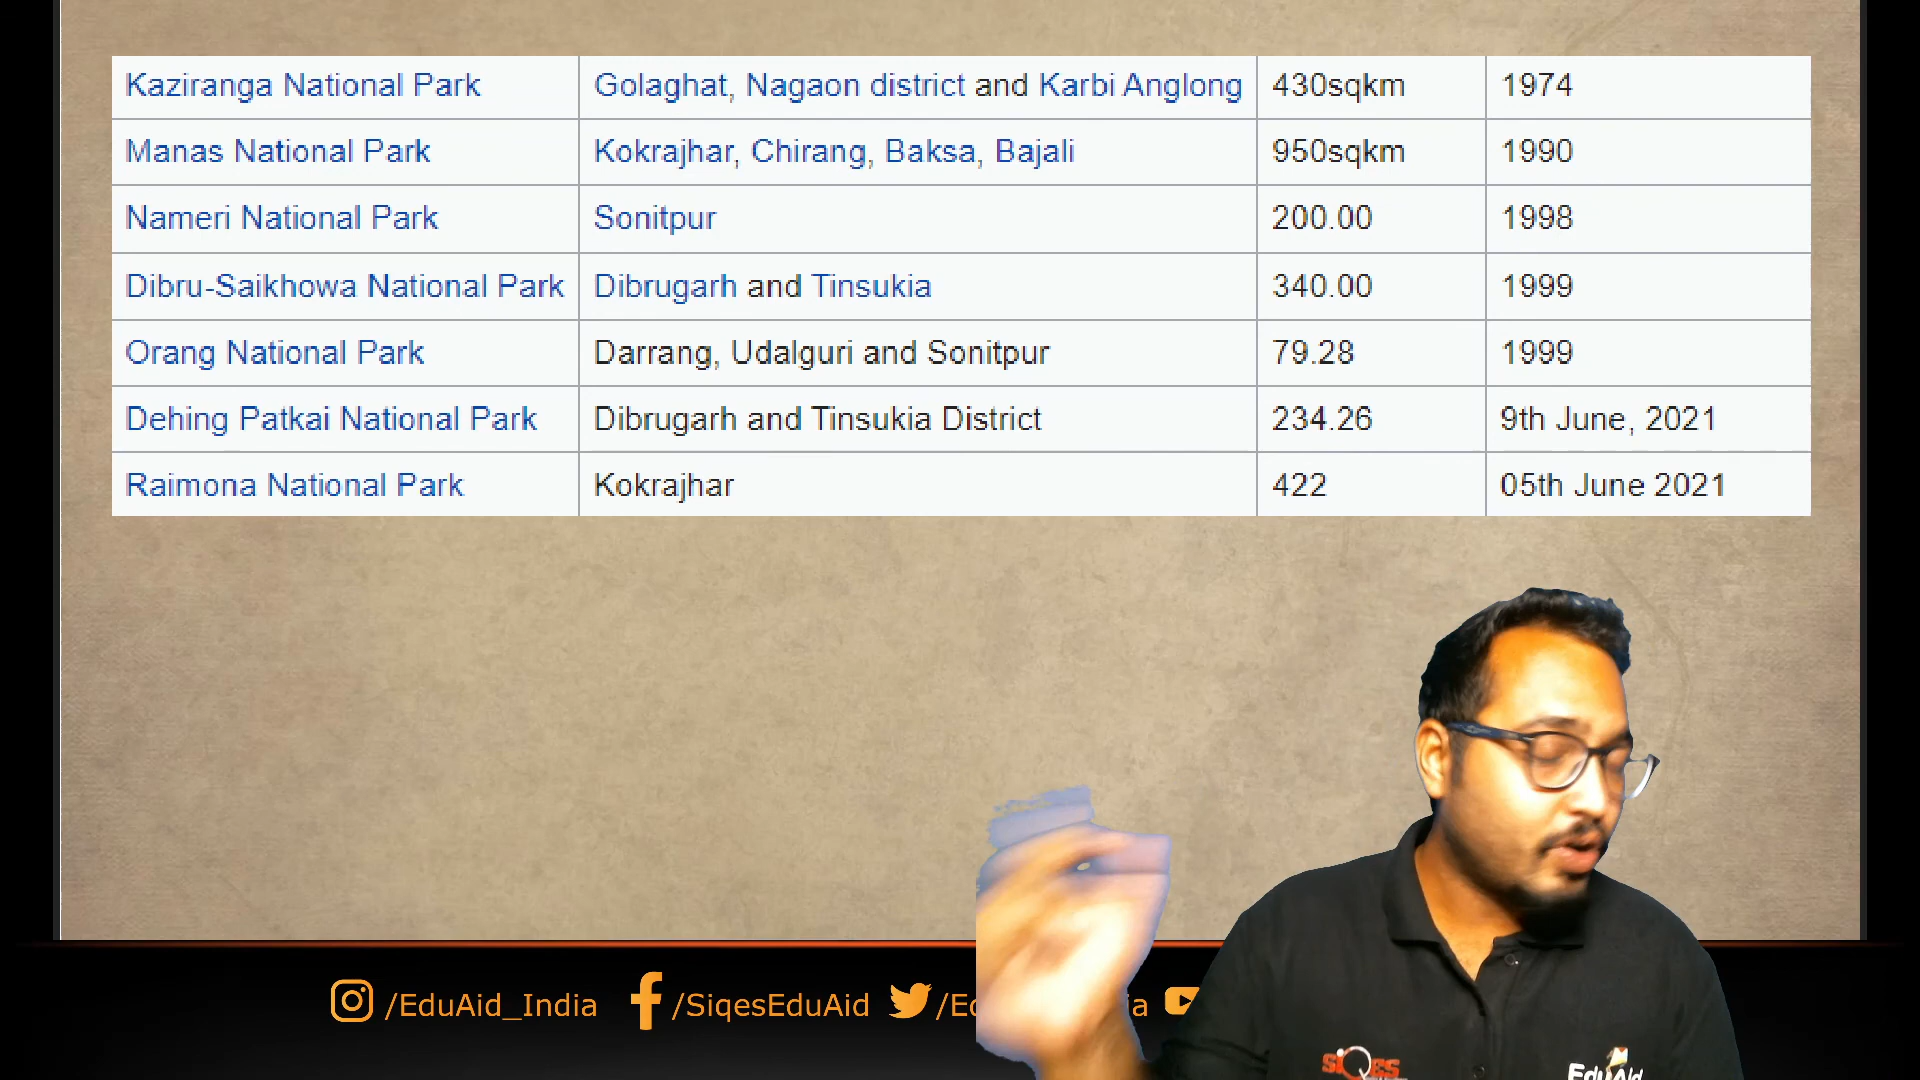 Kaziranga National Park Golaghat, Nagaon district and Karbi Anglong 430sqkm 1974
Manas National Park Kokrajhar, Chirang, Baksa, Bajali 950sqkm 1990
Nameri National Park Sonitpur 200.00 1998
Dibru-Saikhowa National Park Dibrugarh and Tinsukia 340.00 1999
Orang National Park Darrang, Udalguri and Sonitpur 79.28 1999
Dehing Patkai National Park Dibrugarh and Tinsukia District 234.26 9th June, 2021
Raimona National Park Kokrajhar 422 05th June 2021
/EduAid_India /SiqesEduAid
SiQES EduAid